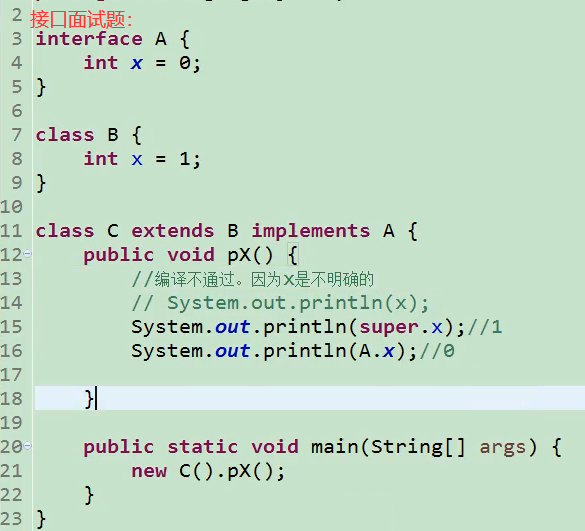 2 接口面试题：
3 interface A {
4 int x = 0;
5 }
6
7 class B {
8 int x = 1;
9 }
10
11 class C extends B implements A {
12 public void pX() {
13 //编译不通过。因为x是不明确的
14 // System.out.println(x);
15 System.out.println(super.x);//1
16 System.out.println(A.x);//0
17
18 }
19
20 public static void main(String[] args) {
21 new C().pX();
22 }
23 }